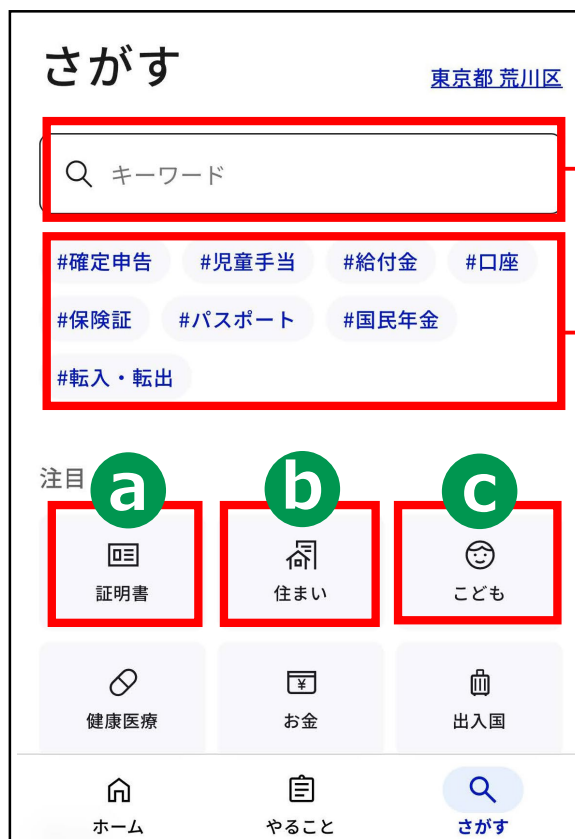 さがす
東京都 荒川区
キーワード
#確定申告 #児童手当 #給付金 #口座
#保険証 #パスポート #国民年金
#転入・転出
注目
a b c
証明書 住まい こども
健康医療 お金 出入国
ホーム やること さがす